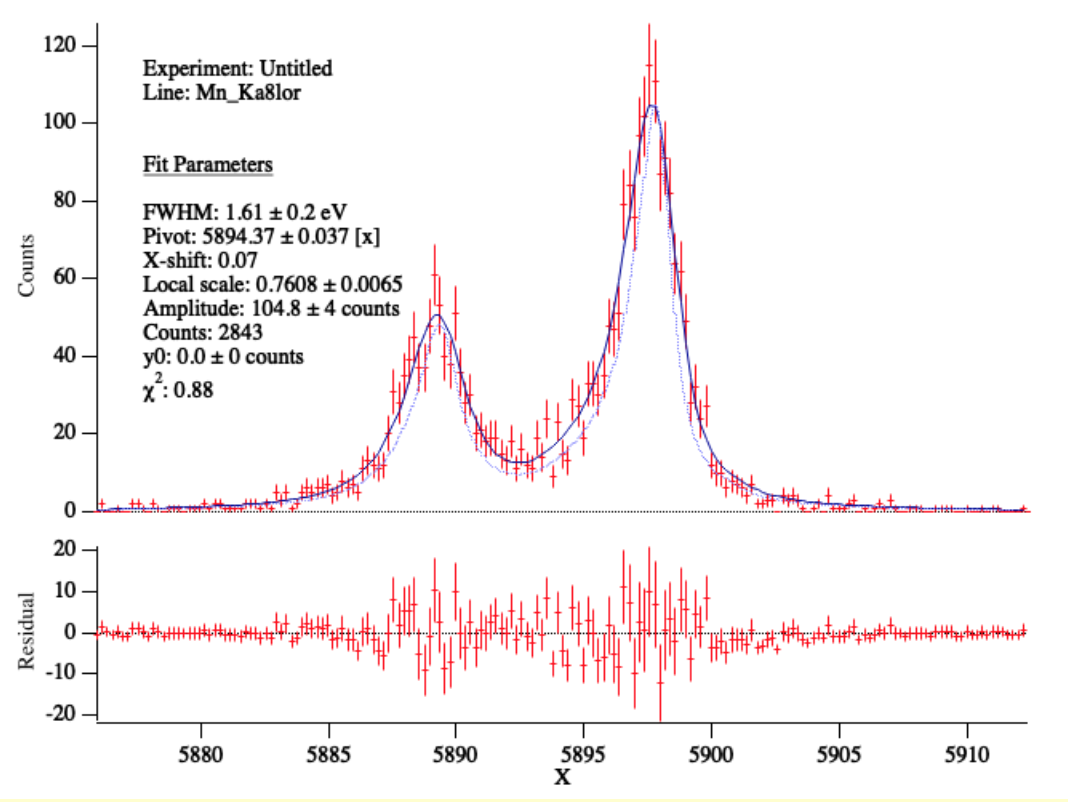 120
100
80
60
40
20
0
Counts
Experiment: Untitled
Line: Mn_Ka8lor
Fit Parameters
FWHM: 1.61 ± 0.2 eV
Pivot: 5894.37 ± 0.037 [x]
X-shift: 0.07
Local scale: 0.7608 ± 0.0065
Amplitude: 104.8 ± 4 counts
Counts: 2843
y0: 0.0 ± 0 counts
χ²: 0.88
20
10
0
-10
-20
Residual
5880 5885 5890 5895 5900 5905 5910
X